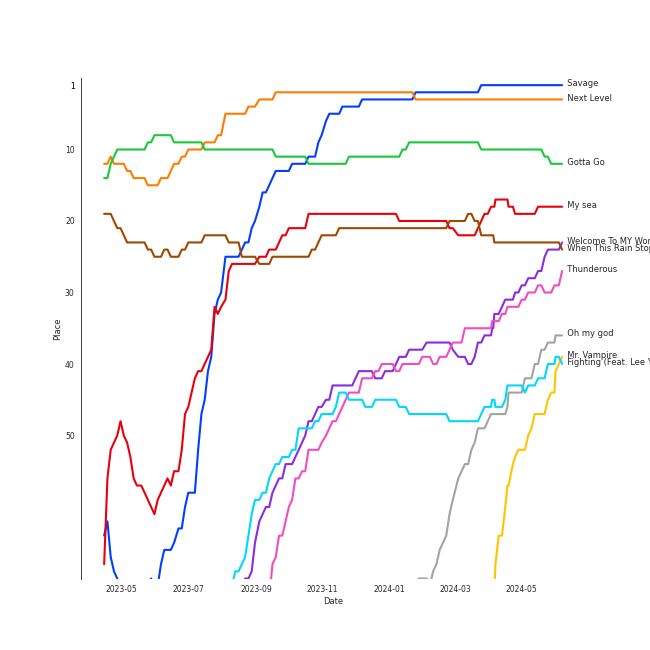 Savage
1
Next Level
10
Gotta Go
My sea
20
Welcome To MY Wor
When This Rain Stop
Thunderous
30
Place
Oh my god
Mr. Vampire
40
Fighting (Feat. Lee Y
50
2023-05 2023-07 2023-09 2023-11 2024-01 2024-03 2024-05
Date